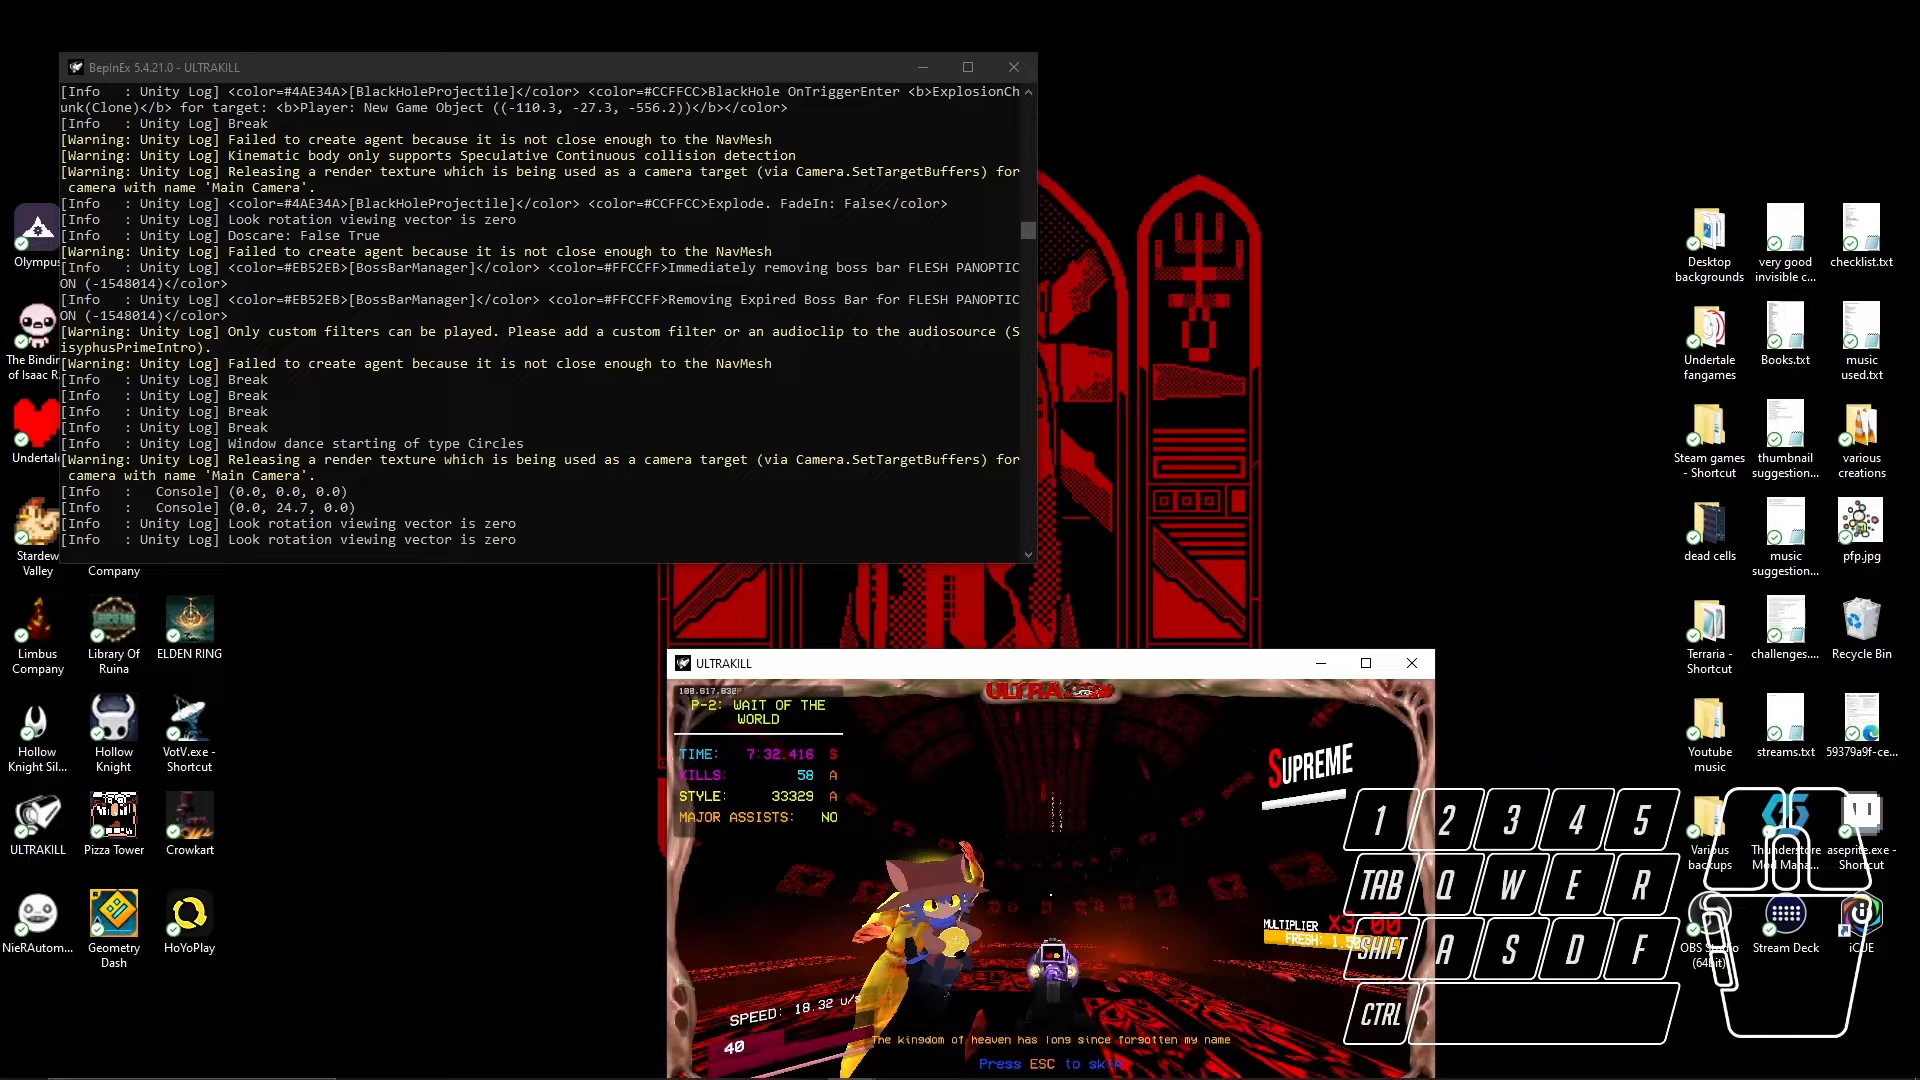 BepInEx 5.4.21.0 - ULTRAKILL
[Info   : Unity Log] <color=#4AE34A>[BlackHoleProjectile]</color> <color=#CCFFCC>BlackHole OnTriggerEnter <b>ExplosionCh
unk(Clone)</b> for target: <b>Player: New Game Object ((-110.3, -27.3, -556.2))</b></color>
[Info   : Unity Log] Break
[Warning: Unity Log] Failed to create agent because it is not close enough to the NavMesh
[Warning: Unity Log] Kinematic body only supports Speculative Continuous collision detection
[Warning: Unity Log] Releasing a render texture which is being used as a camera target (via Camera.SetTargetBuffers) for
camera with name 'Main Camera'.
[Info   : Unity Log] <color=#4AE34A>[BlackHoleProjectile]</color> <color=#CCFFCC>Explode. FadeIn: False</color>
[Info   : Unity Log] Look rotation viewing vector is zero
[Info   : Unity Log] Doscare: False True
[Warning: Unity Log] Failed to create agent because it is not close enough to the NavMesh
[Info   : Unity Log] <color=#EB52EB>[BossBarManager]</color> <color=#FFCCFF>Immediately removing boss bar FLESH PANOPTIC
ON (-1548014)</color>
[Info   : Unity Log] <color=#EB52EB>[BossBarManager]</color> <color=#FFCCFF>Removing Expired Boss Bar for FLESH PANOPTIC
ON (-1548014)</color>
[Warning: Unity Log] Only custom filters can be played. Please add a custom filter or an audioclip to the audiosource (S
isyphusPrimeIntro).
[Warning: Unity Log] Failed to create agent because it is not close enough to the NavMesh
[Info   : Unity Log] Break
[Info   : Unity Log] Break
[Info   : Unity Log] Break
[Info   : Unity Log] Break
[Info   : Unity Log] Window dance starting of type Circles
[Warning: Unity Log] Releasing a render texture which is being used as a camera target (via Camera.SetTargetBuffers) for
camera with name 'Main Camera'.
[Info   :   Console] (0.0, 0.0, 0.0)
[Info   :   Console] (0.0, 24.7, 0.0)
[Info   : Unity Log] Look rotation viewing vector is zero
[Info   : Unity Log] Look rotation viewing vector is zero
Olympus
The Bindin
of Isaac R
Undertale
Stardew
Valley
Company
Limbus
Company
Library Of
Ruina
ELDEN RING
Hollow
Knight Sil...
Hollow
Knight
VotV.exe -
Shortcut
ULTRAKILL
Pizza Tower
Crowkart
NieRAutom...
Geometry
Dash
HoYoPlay
ULTRAKILL
ULTRA
P-2: WAIT OF THE
WORLD
TIME: 7:32.416 S
KILLS: 58 A
STYLE: 33329 A
MAJOR ASSISTS: NO
SUPREME
MULTIPLIER X3.00
FRESH: 1.50
SPEED: 18.32 u/s
40
The kingdom of heaven has long since forgotten my name
Press ESC to ski
1 2 3 4 5
TAB Q W E R
SHIFT A S D F
CTRL
Desktop
backgrounds
very good
invisible c...
checklist.txt
Undertale
fangames
Books.txt
music
used.txt
Steam games
- Shortcut
thumbnail
suggestion...
various
creations
dead cells
music
suggestion...
pfp.jpg
Terraria -
Shortcut
challenges....
Recycle Bin
Youtube
music
streams.txt
59379a9f-ce...
Various
backups
Thunderstore
Mod Mana...
aseprite.exe -
Shortcut
OBS Studio
(64bit)
Stream Deck
iCUE